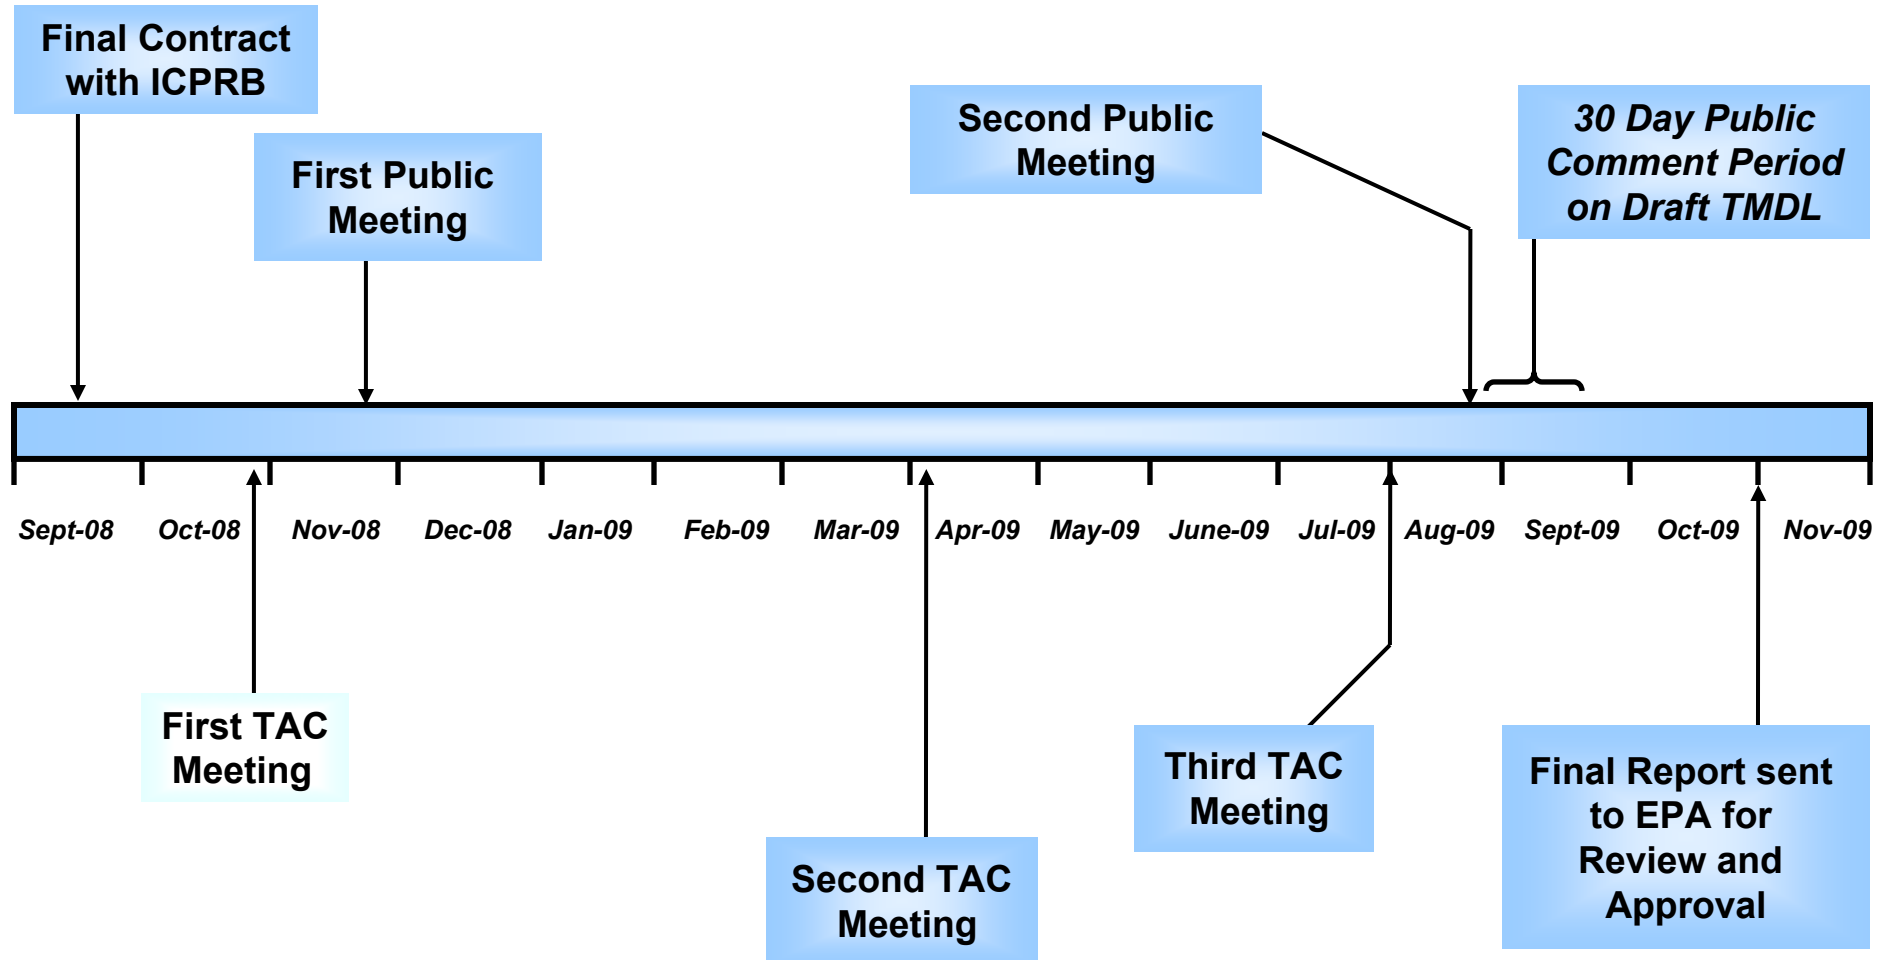 Final Contract
with ICPRB
First Public
Meeting
Second Public
Meeting
30 Day Public
Comment Period
on Draft TMDL
Sept-08 Oct-08 Nov-08 Dec-08 Jan-09 Feb-09 Mar-09 Apr-09 May-09 June-09 Jul-09 Aug-09 Sept-09 Oct-09 Nov-09
First TAC
Meeting
Second TAC
Meeting
Third TAC
Meeting
Final Report sent
to EPA for
Review and
Approval